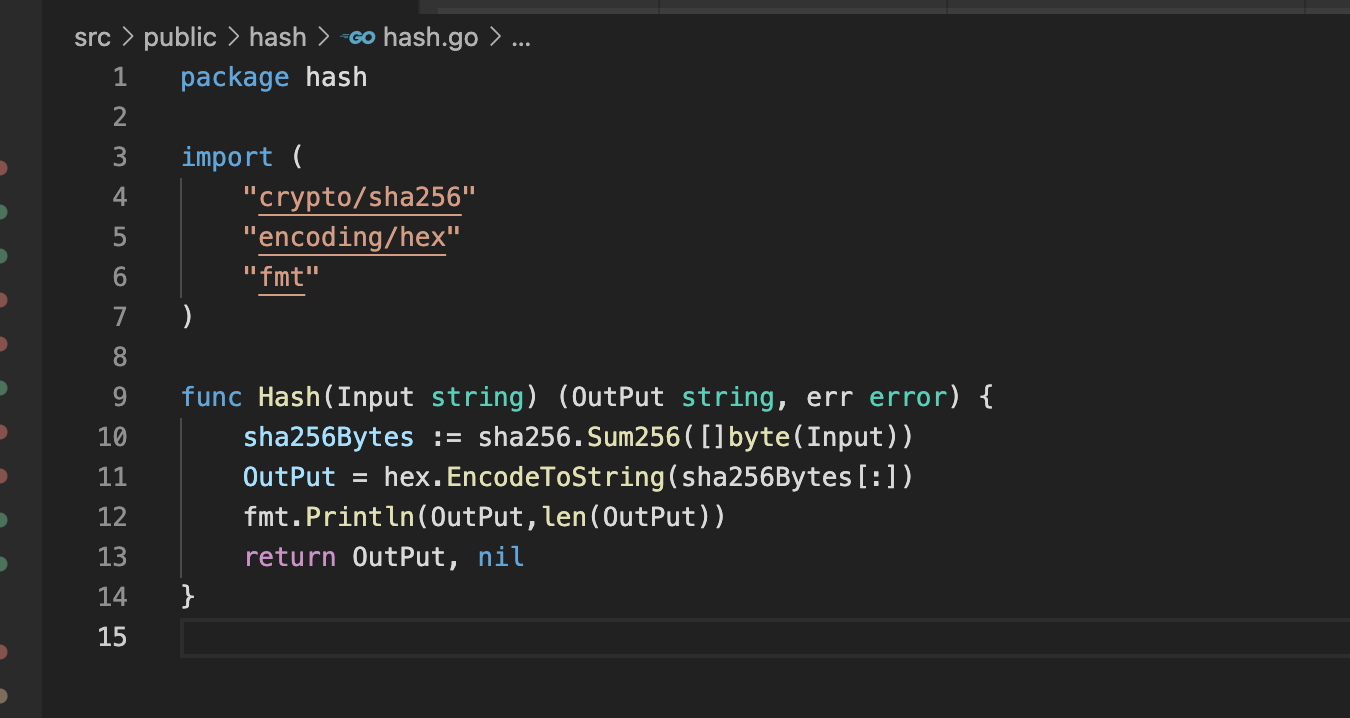 src > public > hash > GO hash.go > ...
1 package hash
2
3 import (
4 "crypto/sha256"
5 "encoding/hex"
6 "fmt"
7 )
8
9 func Hash(Input string) (OutPut string, err error) {
10 sha256Bytes := sha256.Sum256([]byte(Input))
11 OutPut = hex.EncodeToString(sha256Bytes[:])
12 fmt.Println(OutPut,len(OutPut))
13 return OutPut, nil
14 }
15